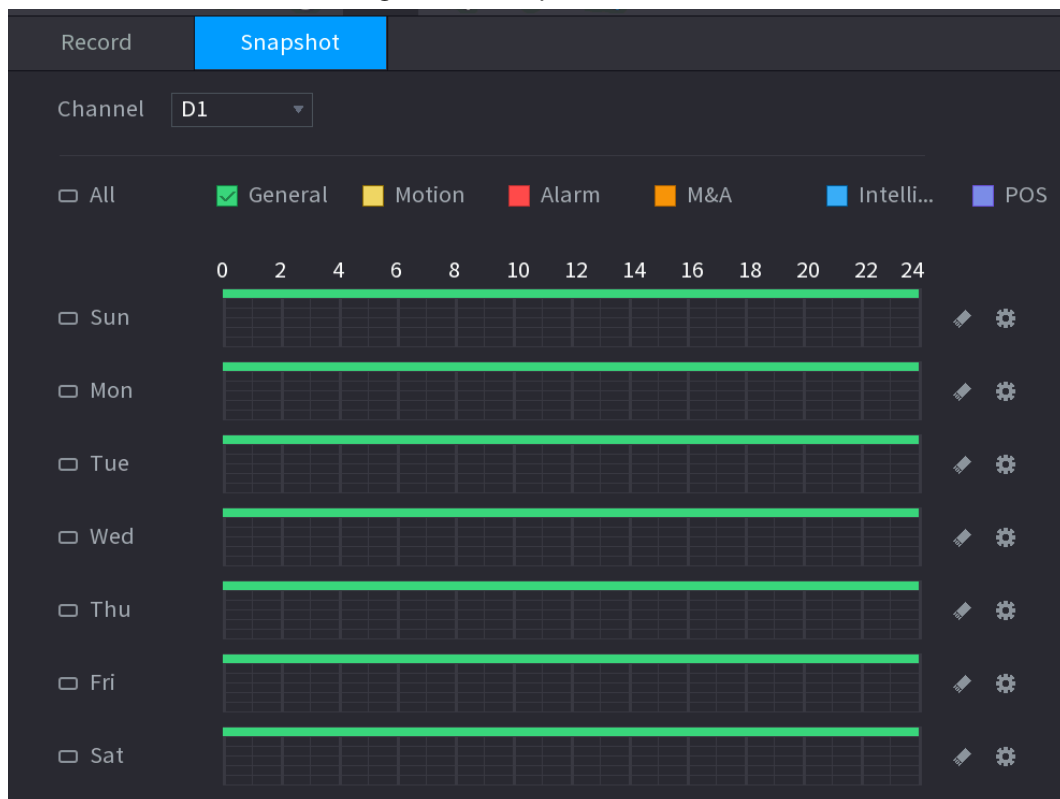 Record Snapshot
Channel D1
All General Motion Alarm M&A Intelli... POS
0 2 4 6 8 10 12 14 16 18 20 22 24
Sun
Mon
Tue
Wed
Thu
Fri
Sat